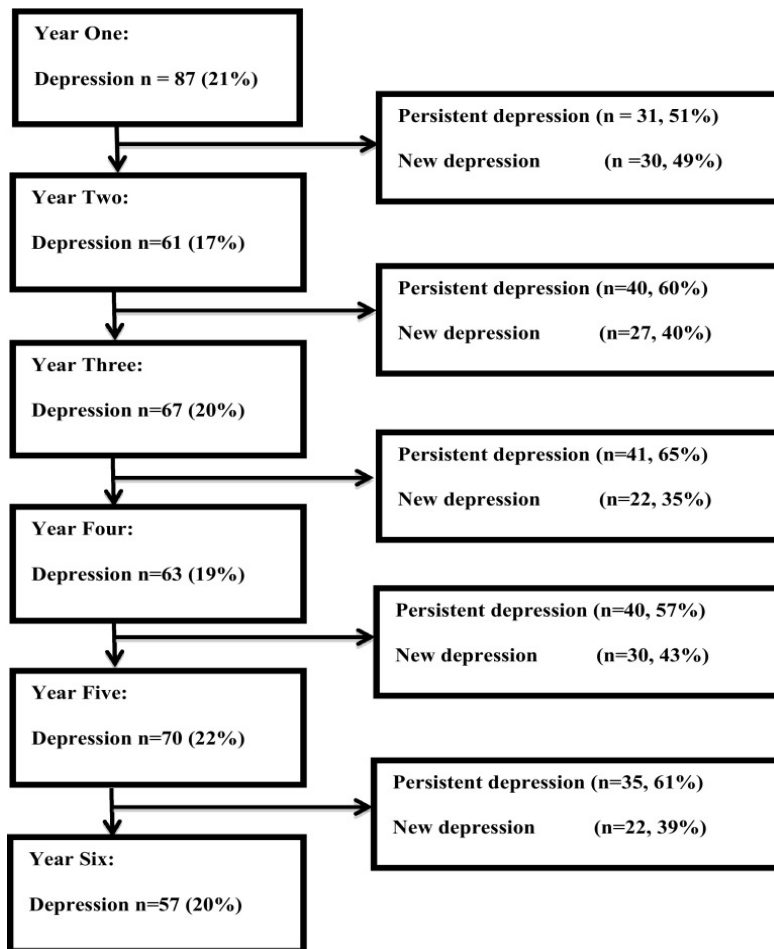 Year One:
Depression n = 87 (21%)
Persistent depression (n = 31, 51%)
New depression (n =30, 49%)
Year Two:
Depression n=61 (17%)
Persistent depression (n=40, 60%)
New depression (n=27, 40%)
Year Three:
Depression n=67 (20%)
Persistent depression (n=41, 65%)
New depression (n=22, 35%)
Year Four:
Depression n=63 (19%)
Persistent depression (n=40, 57%)
New depression (n=30, 43%)
Year Five:
Depression n=70 (22%)
Persistent depression (n=35, 61%)
New depression (n=22, 39%)
Year Six:
Depression n=57 (20%)